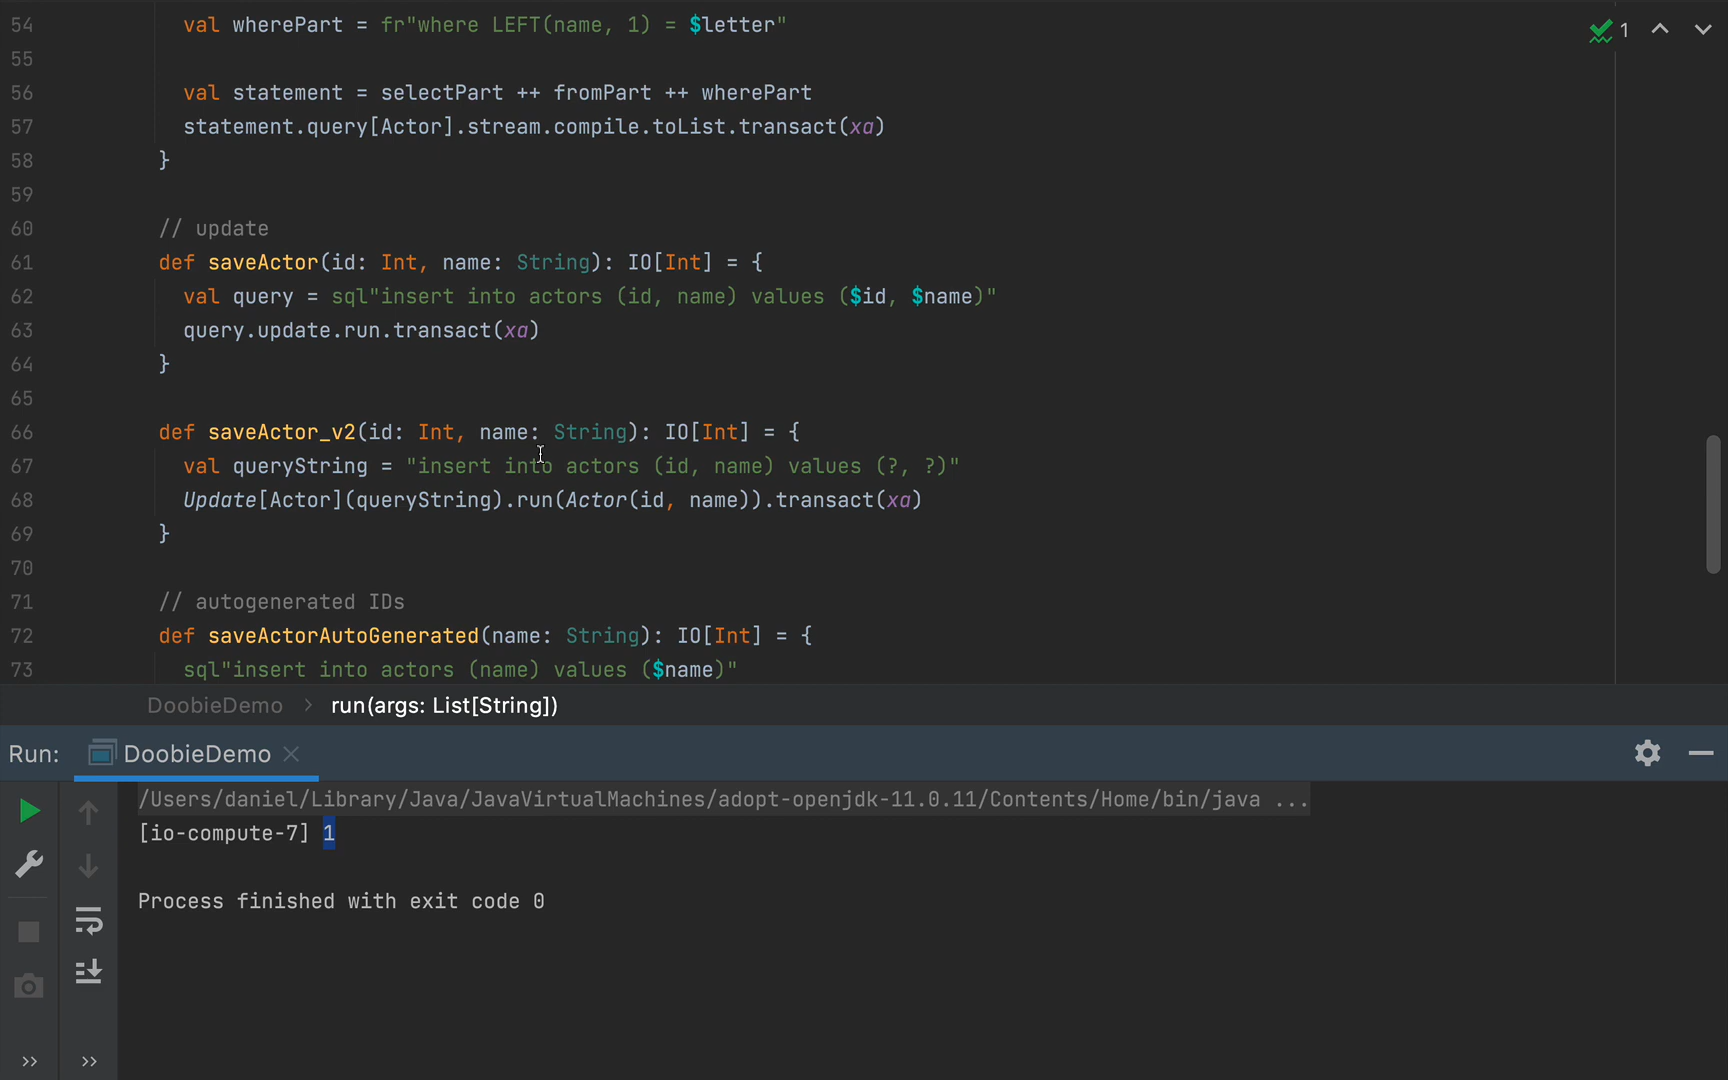 54 val wherePart = fr"where LEFT(name, 1) = $letter"
1
55
56 val statement = selectPart ++ fromPart ++ wherePart
57 statement.query[Actor].stream.compile.toList.transact(xa)
58 }
59
60 // update
61 def saveActor(id: Int, name: String): IO[Int] = {
62 val query = sql"insert into actors (id, name) values ($id, $name)"
63 query.update.run.transact(xa)
64 }
65
66 def saveActor_v2(id: Int, name: String): IO[Int] = {
67 val queryString = "insert into actors (id, name) values (?, ?)"
68 Update[Actor](queryString).run(Actor(id, name)).transact(xa)
69 }
70
71 // autogenerated IDs
72 def saveActorAutoGenerated(name: String): IO[Int] = {
73 sql"insert into actors (name) values ($name)"
DoobieDemo › run(args: List[String])
Run: DoobieDemo
/Users/daniel/Library/Java/JavaVirtualMachines/adopt-openjdk-11.0.11/Contents/Home/bin/java ...
[io-compute-7] 1
Process finished with exit code 0